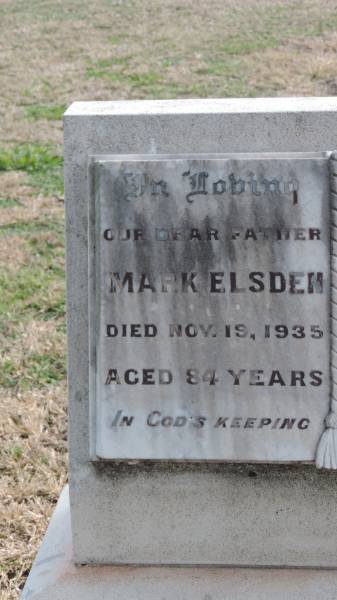 In Loving
OUR DEAR FATHER
MARK ELSDEN
DIED NOV. 19, 1935
AGED 84 YEARS
IN GOD'S KEEPING